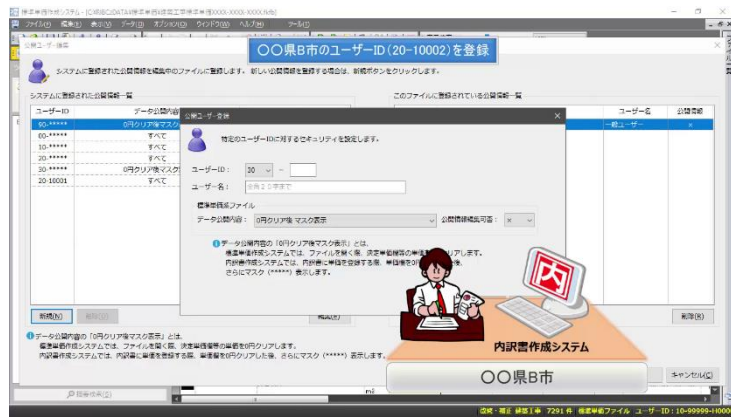 標準単価作成システム
ファイル(F) 編集(E) 表示(V) データ(D) オプション(O) ウィンドウ(W) ヘルプ(H) ツール(T)
〇〇県B市のユーザーID(20-10002)を登録
システムに登録された公開情報を編集中のファイルに登録します。 新しい公開情報を登録する場合は、新規ボタンをクリックします。
システムに登録された公開情報一覧
このファイルに登録されている公開情報一覧
ユーザーID データ公開内容
ユーザー名 公開情報
90-***** 0円クリア後マスク
一般ユーザー ×
00-***** すべて
10-***** すべて
20-***** すべて
30-***** 0円クリア後マスク
20-10001 すべて
公開ユーザー登録 ×
特定のユーザーIDに対するセキュリティを設定します。
ユーザーID： 20 -
ユーザー名： 全角20字まで
標準単価系ファイル
データ公開内容： 0円クリア後 マスク表示 公開情報編集可否： ×
データ公開内容の「0円クリア後マスク表示」とは、
標準単価作成システムでは、ファイルを開く際、決定単価欄等の単価を0円クリアします。
内訳書作成システムでは、内訳書に単価を登録する際、単価欄を0円
さらにマスク (*****) 表示します。
内
新規(N) 削除(D)
削除(R)
データ公開内容の「0円クリア後マスク表示」とは、
標準単価作成システムでは、ファイルを開く際、決定単価欄等の単価を0円クリアします。
内訳書作成システムでは、内訳書に単価を登録する際、単価欄を0円クリアした後、さらにマスク (*****) 表示します。
内訳書作成システム
〇〇県B市
キャンセル(C)
m2
改修・補正 建築工事 7291 件 標準単価ファイル ユーザーID：10-99999-H000